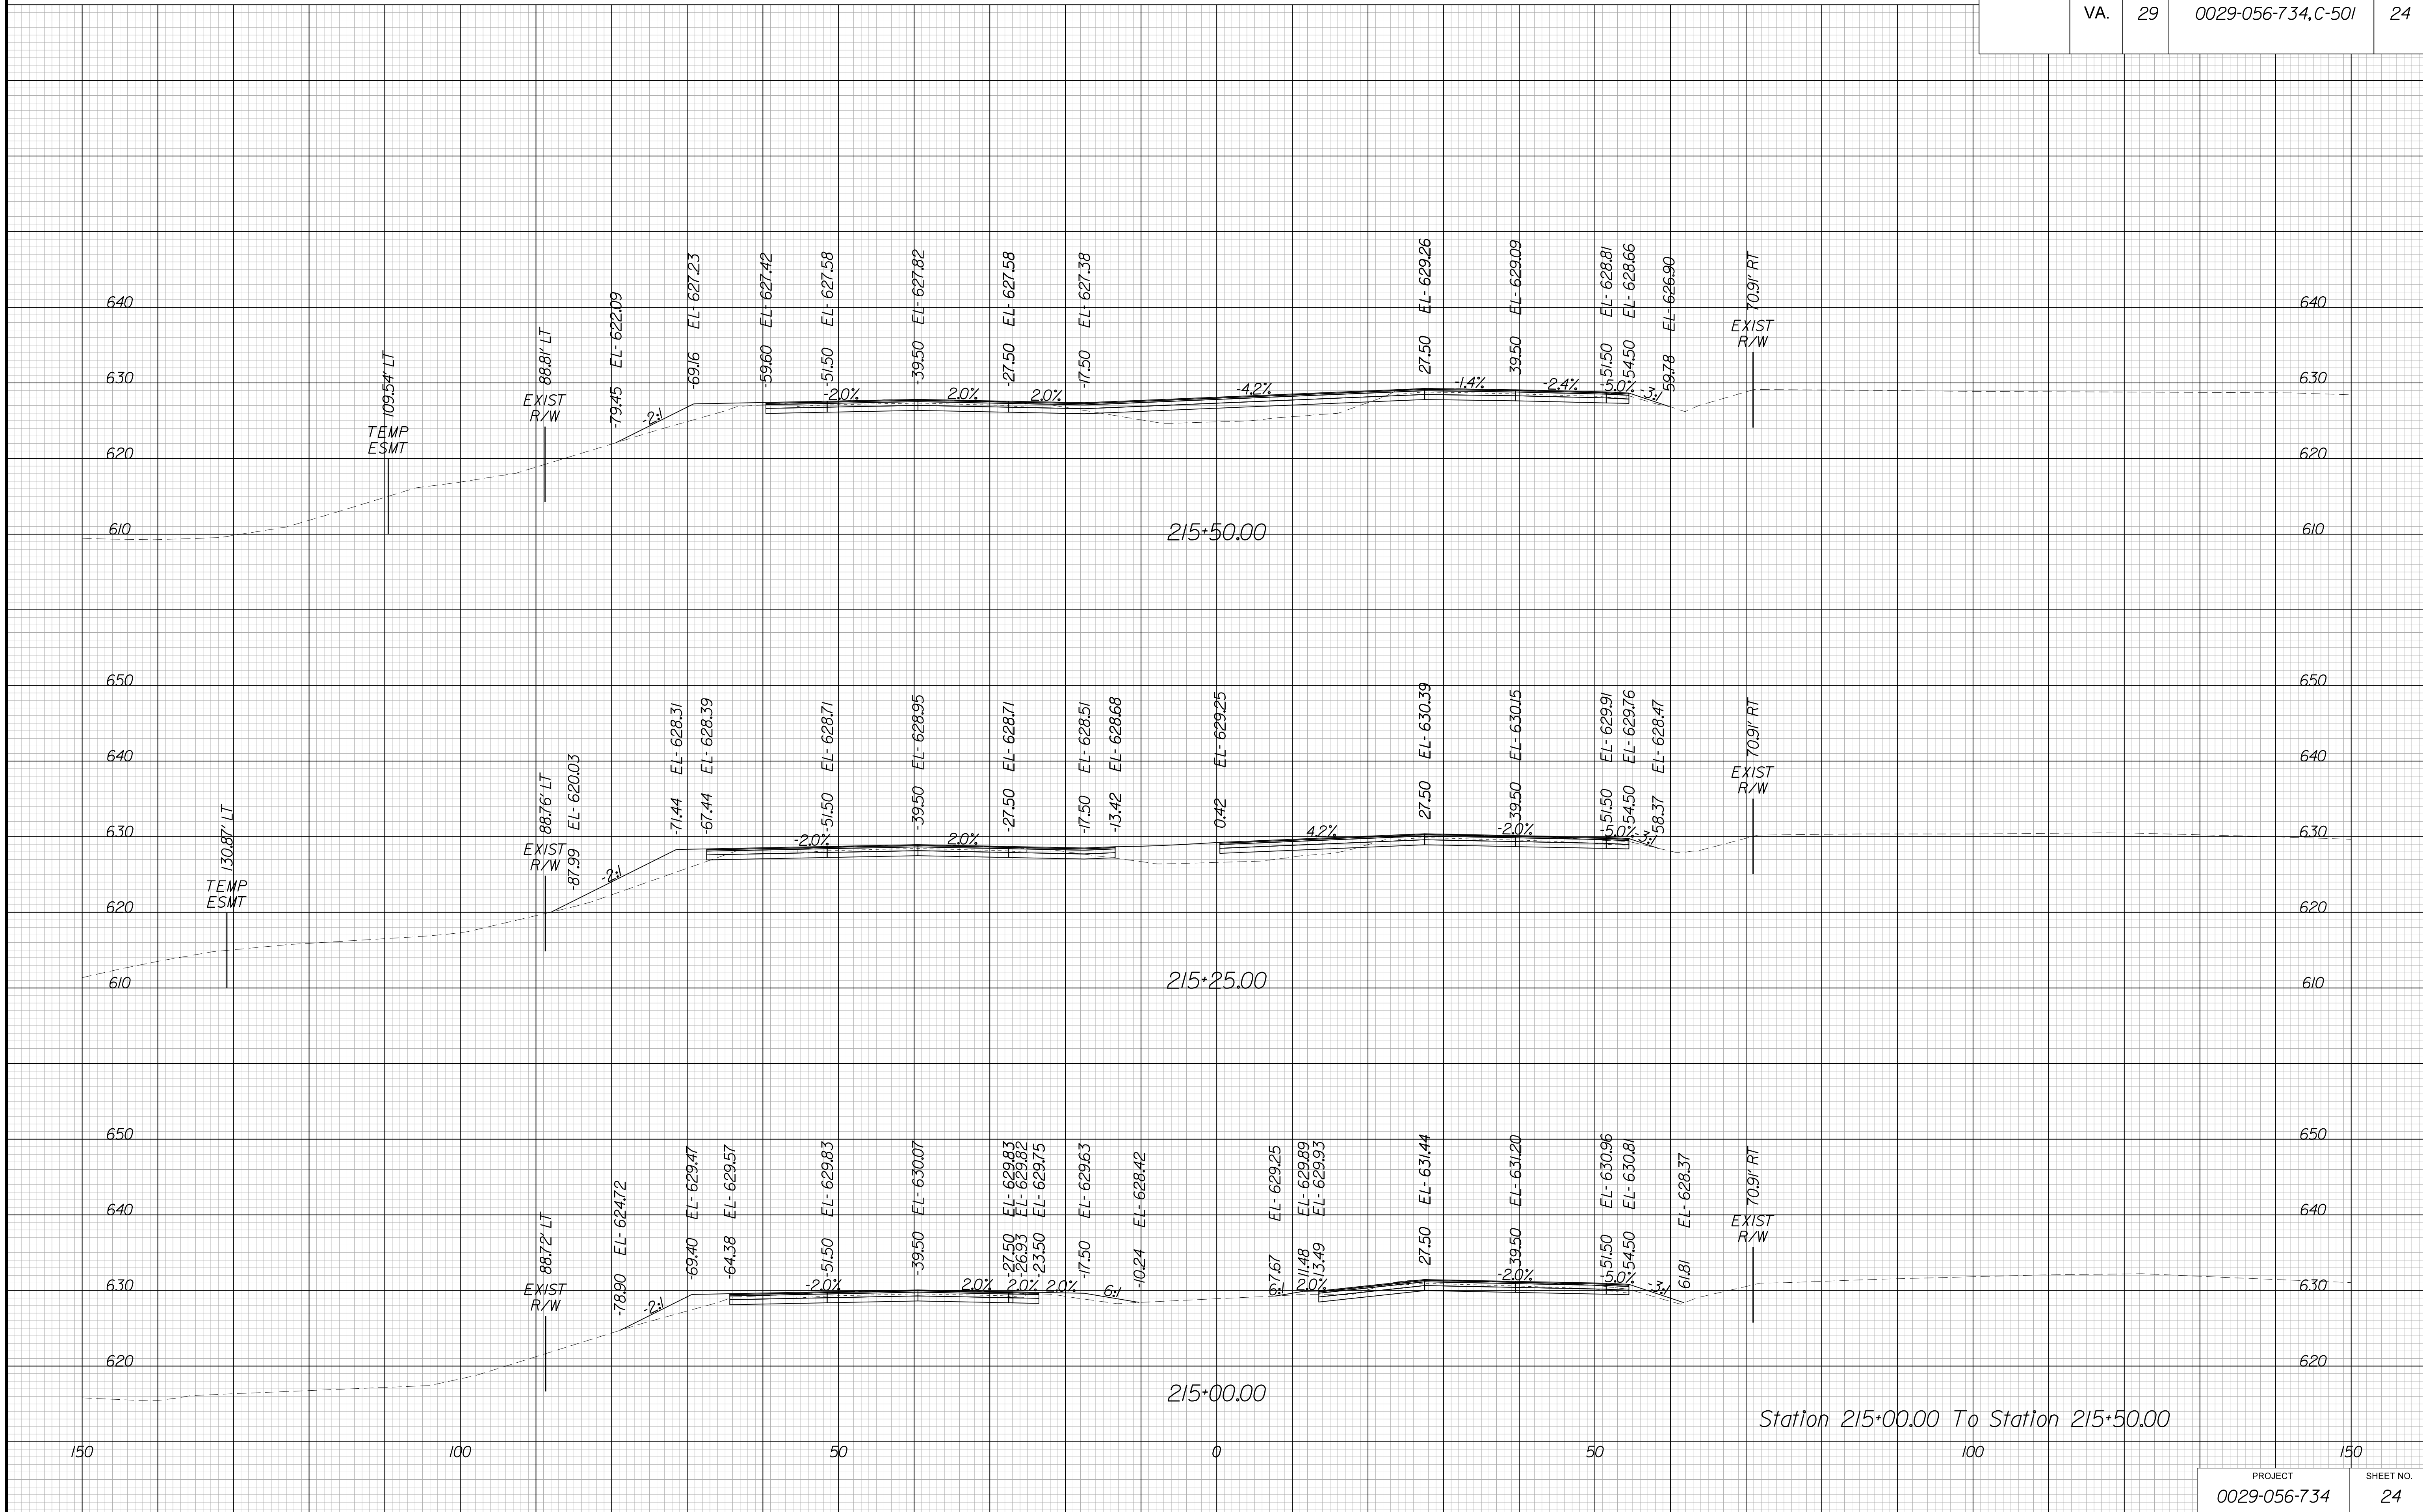 VA. 29 0029-056-734, C-501 24
-79.45 EL- 622.09
-69.16 EL- 627.23
-59.60 EL- 627.42
-51.50 EL- 627.58
-39.50 EL- 627.82
-27.50 EL- 627.58
-17.50 EL- 627.38
27.50 EL- 629.26
39.50 EL- 629.09
51.50 EL- 628.81
54.50 EL- 628.66
59.78 EL- 626.90
640 640
630 630
620 620
610 610
TEMP
ESMT
109.54' LT
EXIST
R/W
88.81' LT
EXIST
R/W
70.91' RT
-2:1 -2.0% 2.0% 2.0% -4.2% -1.4% -2.4% -5.0% -3:1
215+50.00
-87.99 EL- 620.03
-71.44 EL- 628.31
-67.44 EL- 628.39
-51.50 EL- 628.71
-39.50 EL- 628.95
-27.50 EL- 628.71
-17.50 EL- 628.51
-13.42 EL- 628.68
0.42 EL- 629.25
27.50 EL- 630.39
39.50 EL- 630.15
51.50 EL- 629.91
54.50 EL- 629.76
58.37 EL- 628.47
650 650
640 640
630 630
620 620
610 610
TEMP
ESMT
130.87' LT
EXIST
R/W
88.76' LT
EXIST
R/W
70.91' RT
-2:1 -2.0% 2.0% 4.2% -2.0% -5.0% -3:1
215+25.00
-78.90 EL- 624.72
-69.40 EL- 629.47
-64.38 EL- 629.57
-51.50 EL- 629.83
-39.50 EL- 630.07
-27.50 EL- 629.83
-26.93 EL- 629.82
-23.50 EL- 629.75
-17.50 EL- 629.63
-10.24 EL- 628.42
7.67 EL- 629.25
11.48 EL- 629.89
13.49 EL- 629.93
27.50 EL- 631.44
39.50 EL- 631.20
51.50 EL- 630.96
54.50 EL- 630.81
61.81 EL- 628.37
650 650
640 640
630 630
620 620
EXIST
R/W
88.72' LT
EXIST
R/W
70.91' RT
-2:1 -2.0% 2.0% 2.0% 2.0% 6:1 6:1 2.0% -2.0% -5.0% -3:1
215+00.00
Station 215+00.00 To Station 215+50.00
150 100 50 0 50 100 150
PROJECT SHEET NO.
0029-056-734 24